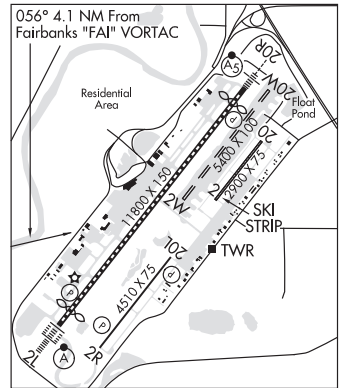 056° 4.1 NM From
Fairbanks "FAI" VORTAC
20R
A5
20W
Residential
Area
Float
Pond
P
20
5400 X 100
11800 X 150
2W
2
2900 X 75
SKI
STRIP
20L
TWR
P
4510 X 75
P
P
2L
A
2R